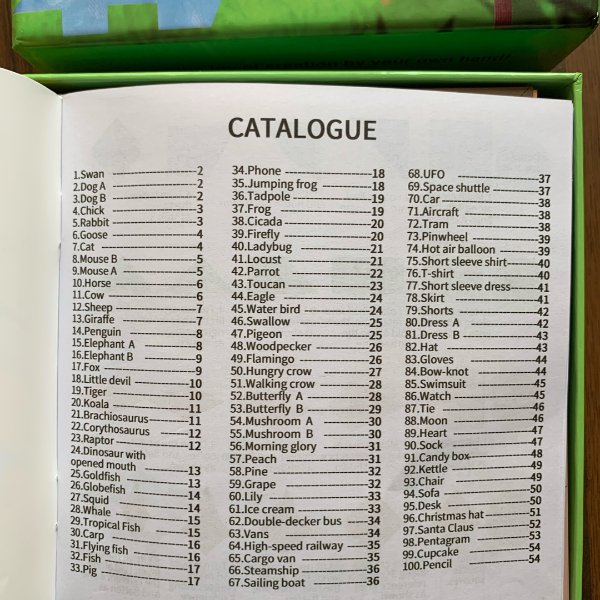 of creation by your own hand!!
CATALOGUE
1.Swan ---------- 2
2.Dog A ---------- 2
3.Dog B ---------- 2
4.Chick ---------- 3
5.Rabbit ---------- 3
6.Goose ---------- 4
7.Cat ---------- 4
8.Mouse B ---------- 5
9.Mouse A ---------- 5
10.Horse ---------- 6
11.Cow ---------- 6
12.Sheep ---------- 7
13.Giraffe ---------- 7
14.Penguin ---------- 8
15.Elephant A ---------- 8
16.Elephant B ---------- 9
17.Fox ---------- 9
18.Little devil ---------- 10
19.Tiger ---------- 10
20.Koala ---------- 11
21.Brachiosaurus ---------- 11
22.Corythosaurus ---------- 12
23.Raptor ---------- 12
24.Dinosaur with
opened mouth ---------- 13
25.Goldfish ---------- 13
26.Globefish ---------- 14
27.Squid ---------- 14
28.Whale ---------- 15
29.Tropical Fish ---------- 15
30.Carp ---------- 16
31.Flying fish ---------- 16
32.Fish ---------- 17
33.Pig ---------- 17
34.Phone ---------- 18
35.Jumping frog ---------- 18
36.Tadpole ---------- 19
37.Frog ---------- 19
38.Cicada ---------- 20
39.Firefly ---------- 20
40.Ladybug ---------- 21
41.Locust ---------- 21
42.Parrot ---------- 22
43.Toucan ---------- 23
44.Eagle ---------- 24
45.Water bird ---------- 24
46.Swallow ---------- 25
47.Pigeon ---------- 25
48.Woodpecker ---------- 26
49.Flamingo ---------- 26
50.Hungry crow ---------- 27
51.Walking crow ---------- 28
52.Butterfly A ---------- 28
53.Butterfly B ---------- 29
54.Mushroom A ---------- 30
55.Mushroom B ---------- 30
56.Morning glory ---------- 31
57.Peach ---------- 31
58.Pine ---------- 32
59.Grape ---------- 32
60.Lily ---------- 33
61.Ice cream ---------- 33
62.Double-decker bus ---------- 34
63.Vans ---------- 34
64.High-speed railway ---------- 35
65.Cargo van ---------- 35
66.Steamship ---------- 36
67.Sailing boat ---------- 36
68.UFO ---------- 37
69.Space shuttle ---------- 37
70.Car ---------- 38
71.Aircraft ---------- 38
72.Tram ---------- 38
73.Pinwheel ---------- 39
74.Hot air balloon ---------- 39
75.Short sleeve shirt ---------- 40
76.T-shirt ---------- 40
77.Short sleeve dress ---------- 41
78.Skirt ---------- 41
79.Shorts ---------- 42
80.Dress A ---------- 42
81.Dress B ---------- 43
82.Hat ---------- 43
83.Gloves ---------- 44
84.Bow-knot ---------- 44
85.Swimsuit ---------- 45
86.Watch ---------- 45
87.Tie ---------- 46
88.Moon ---------- 46
89.Heart ---------- 47
90.Sock ---------- 47
91.Candy box ---------- 48
92.Kettle ---------- 49
93.Chair ---------- 49
94.Sofa ---------- 50
95.Desk ---------- 50
96.Christmas hat ---------- 51
97.Santa Claus ---------- 52
98.Pentagram ---------- 53
99.Cupcake ---------- 54
100.Pencil ---------- 54